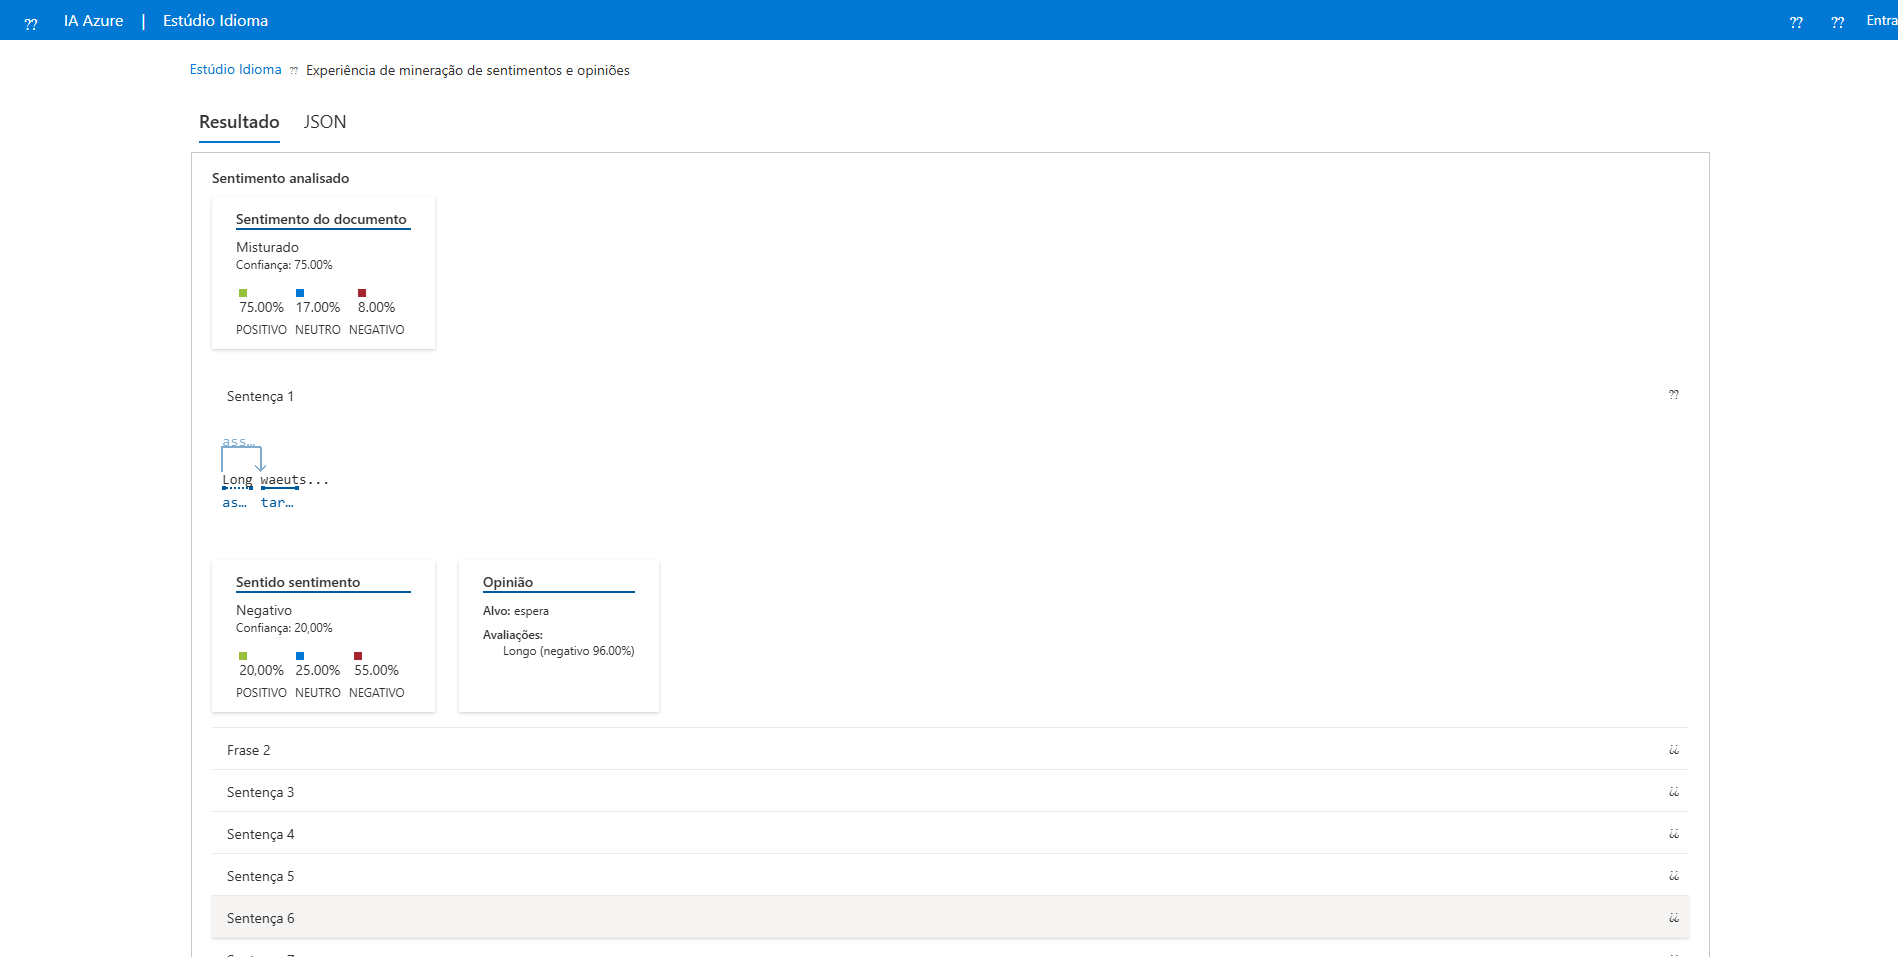 ?? IA Azure | Estúdio Idioma ?? ?? Entra
Estúdio Idioma ?? Experiência de mineração de sentimentos e opiniões
Resultado JSON
Sentimento analisado
Sentimento do documento
Misturado
Confiança: 75.00%
75.00% 17.00% 8.00%
POSITIVO NEUTRO NEGATIVO
Sentença 1 ??
ass...
Long waeuts...
as... tar...
Sentido sentimento
Negativo
Confiança: 20,00%
20,00% 25.00% 55.00%
POSITIVO NEUTRO NEGATIVO
Opinião
Alvo: espera
Avaliações:
Longo (negativo 96.00%)
Frase 2 ¿¿
Sentença 3 ¿¿
Sentença 4 ¿¿
Sentença 5 ¿¿
Sentença 6 ¿¿